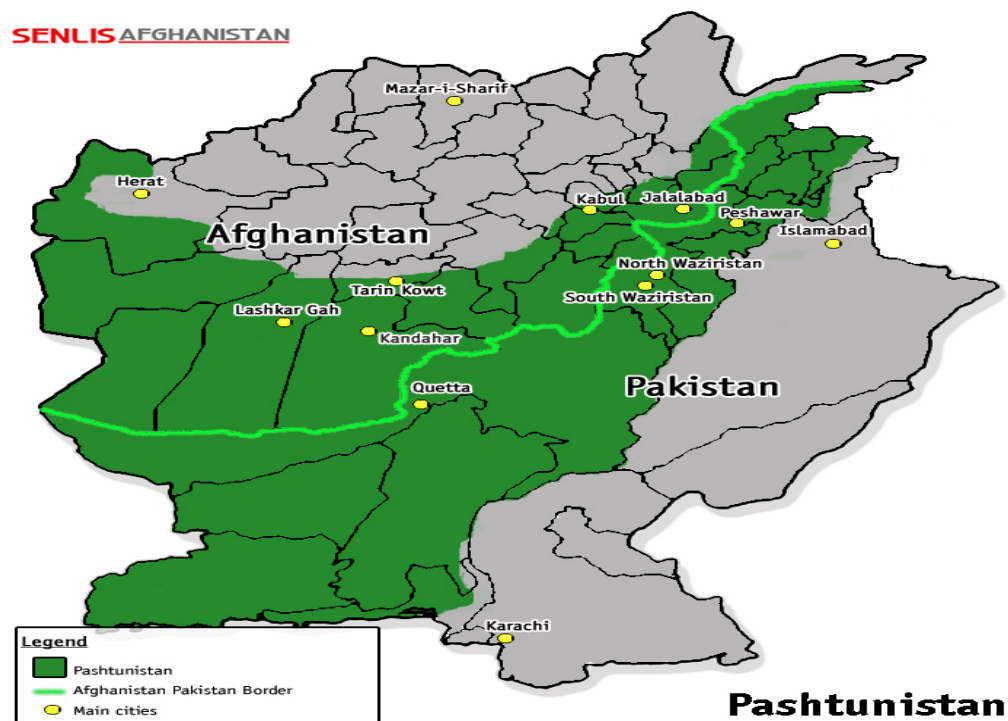 SENLIS AFGHANISTAN
Mazar-i-Sharif
Herat
Kabul
Jalalabad
Peshawar
Islamabad
Afghanistan
North Waziristan
South Waziristan
Tarin Kowt
Lashkar Gah
Kandahar
Quetta
Pakistan
Karachi
Legend
Pashtunistan
Afghanistan Pakistan Border
Main cities
Pashtunistan